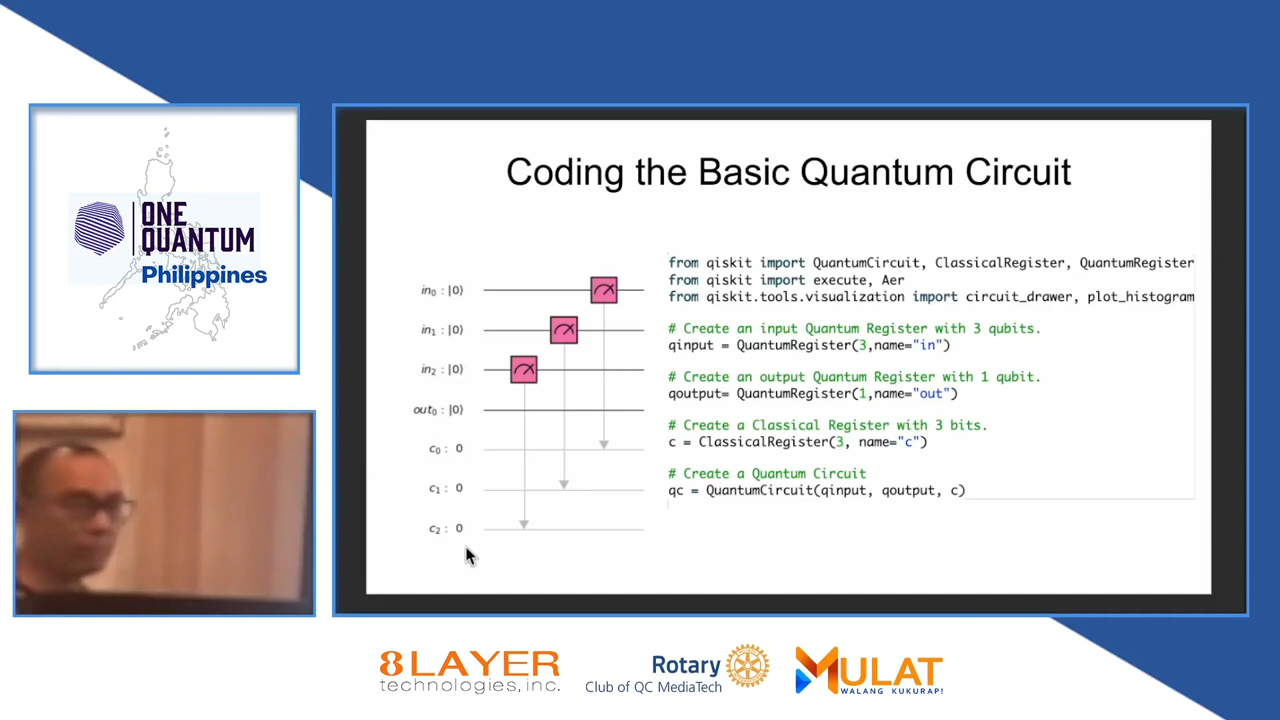 ONE
QUANTUM
Philippines
Coding the Basic Quantum Circuit
in0 : |0⟩
in1 : |0⟩
in2 : |0⟩
out0 : |0⟩
c0 : 0
c1 : 0
c2 : 0
from qiskit import QuantumCircuit, ClassicalRegister, QuantumRegister
from qiskit import execute, Aer
from qiskit.tools.visualization import circuit_drawer, plot_histogram
# Create an input Quantum Register with 3 qubits.
qinput = QuantumRegister(3,name="in")
# Create an output Quantum Register with 1 qubit.
qoutput= QuantumRegister(1,name="out")
# Create a Classical Register with 3 bits.
c = ClassicalRegister(3, name="c")
# Create a Quantum Circuit
qc = QuantumCircuit(qinput, qoutput, c)
8LAYER
technologies, inc.
Rotary
Club of QC MediaTech
MULAT
WALANG KUKURAP!